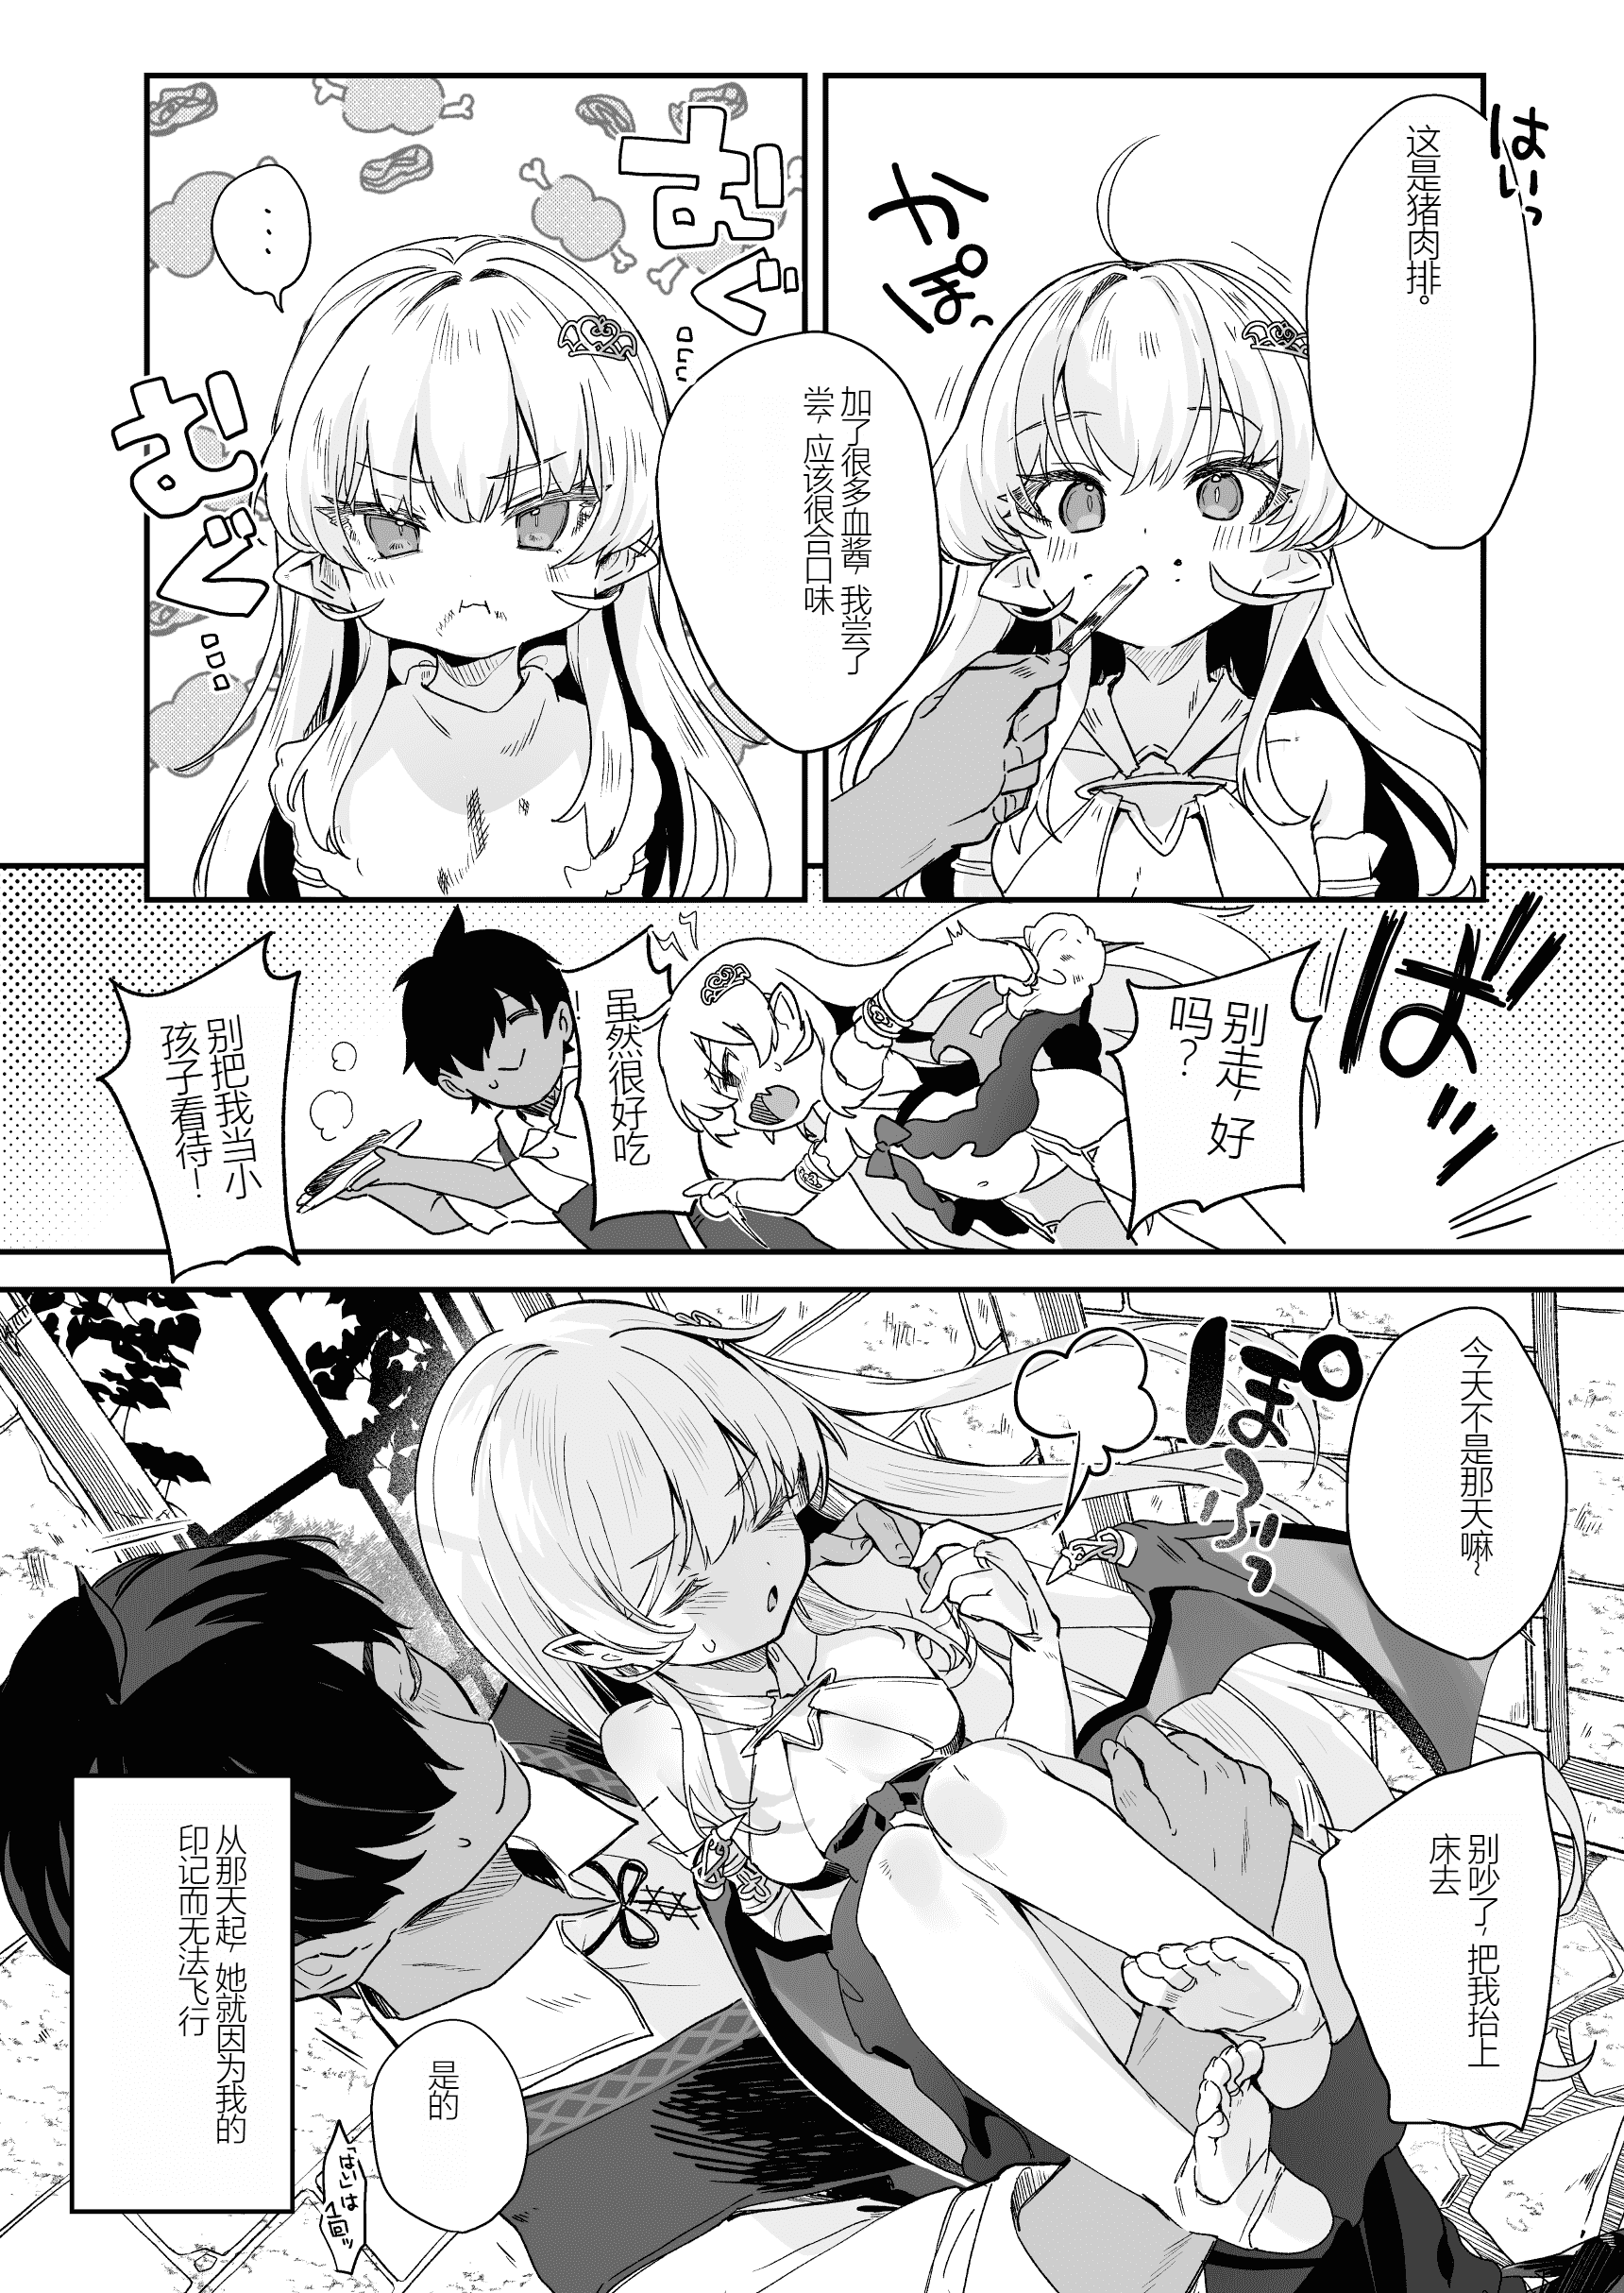 はいっ
这是猪肉排。
かぽっ
加了很多血酱，我尝了
尝，应该很合口味
むぐ
…
むぐ
ば
别走，好
吗？
虽然很好吃
！
别把我当小
孩子看待！
今天不是那天嘛~
ぽふっ
别吵了，把我抬上
床去
是的
「はい」は
1回ッ
从那天起，她就因为我的
印记而无法飞行